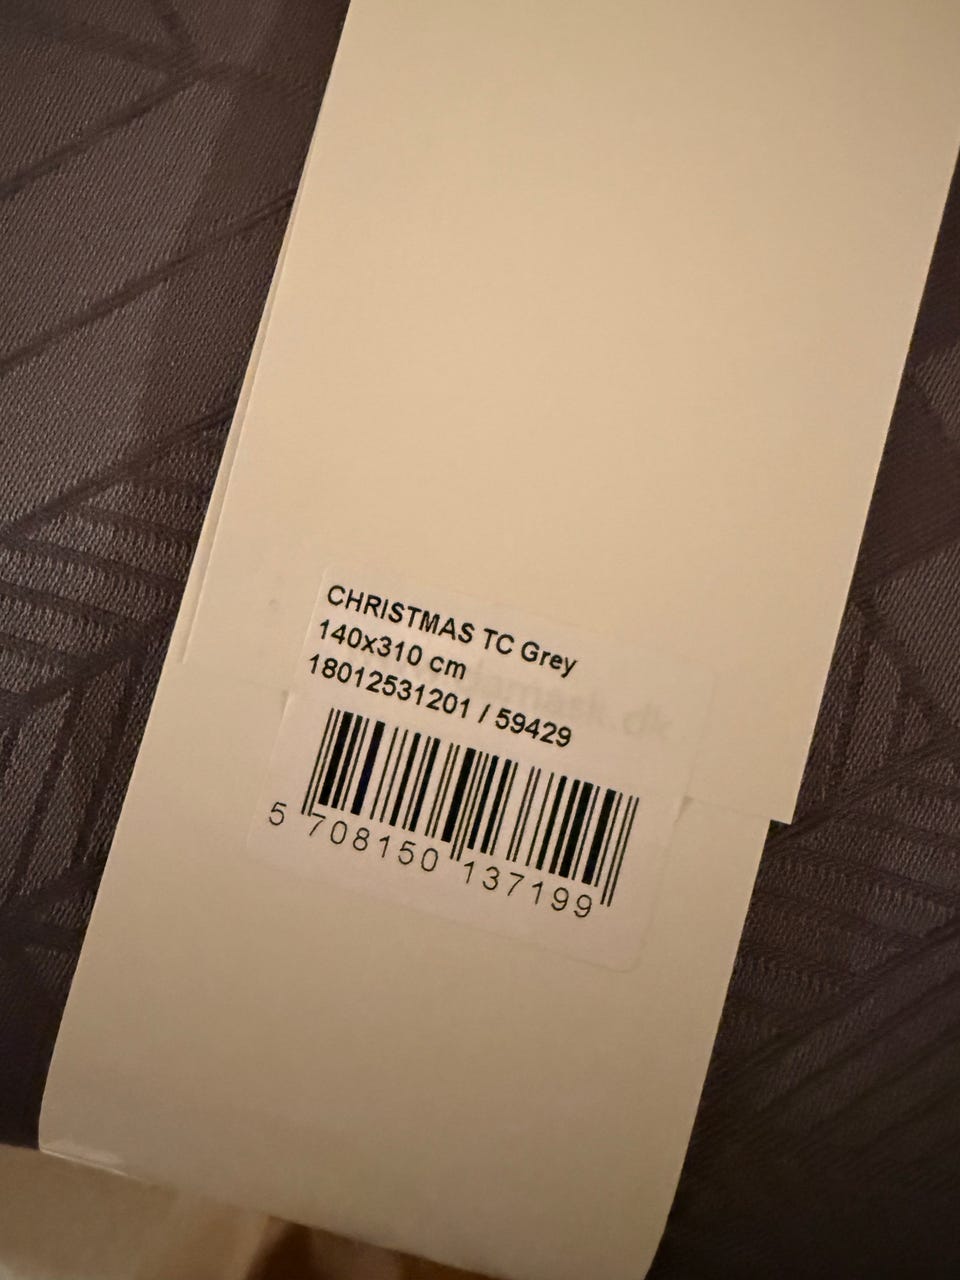 CHRISTMAS TC Grey
140x310 cm
18012531201 / 59429
5 708150 137199